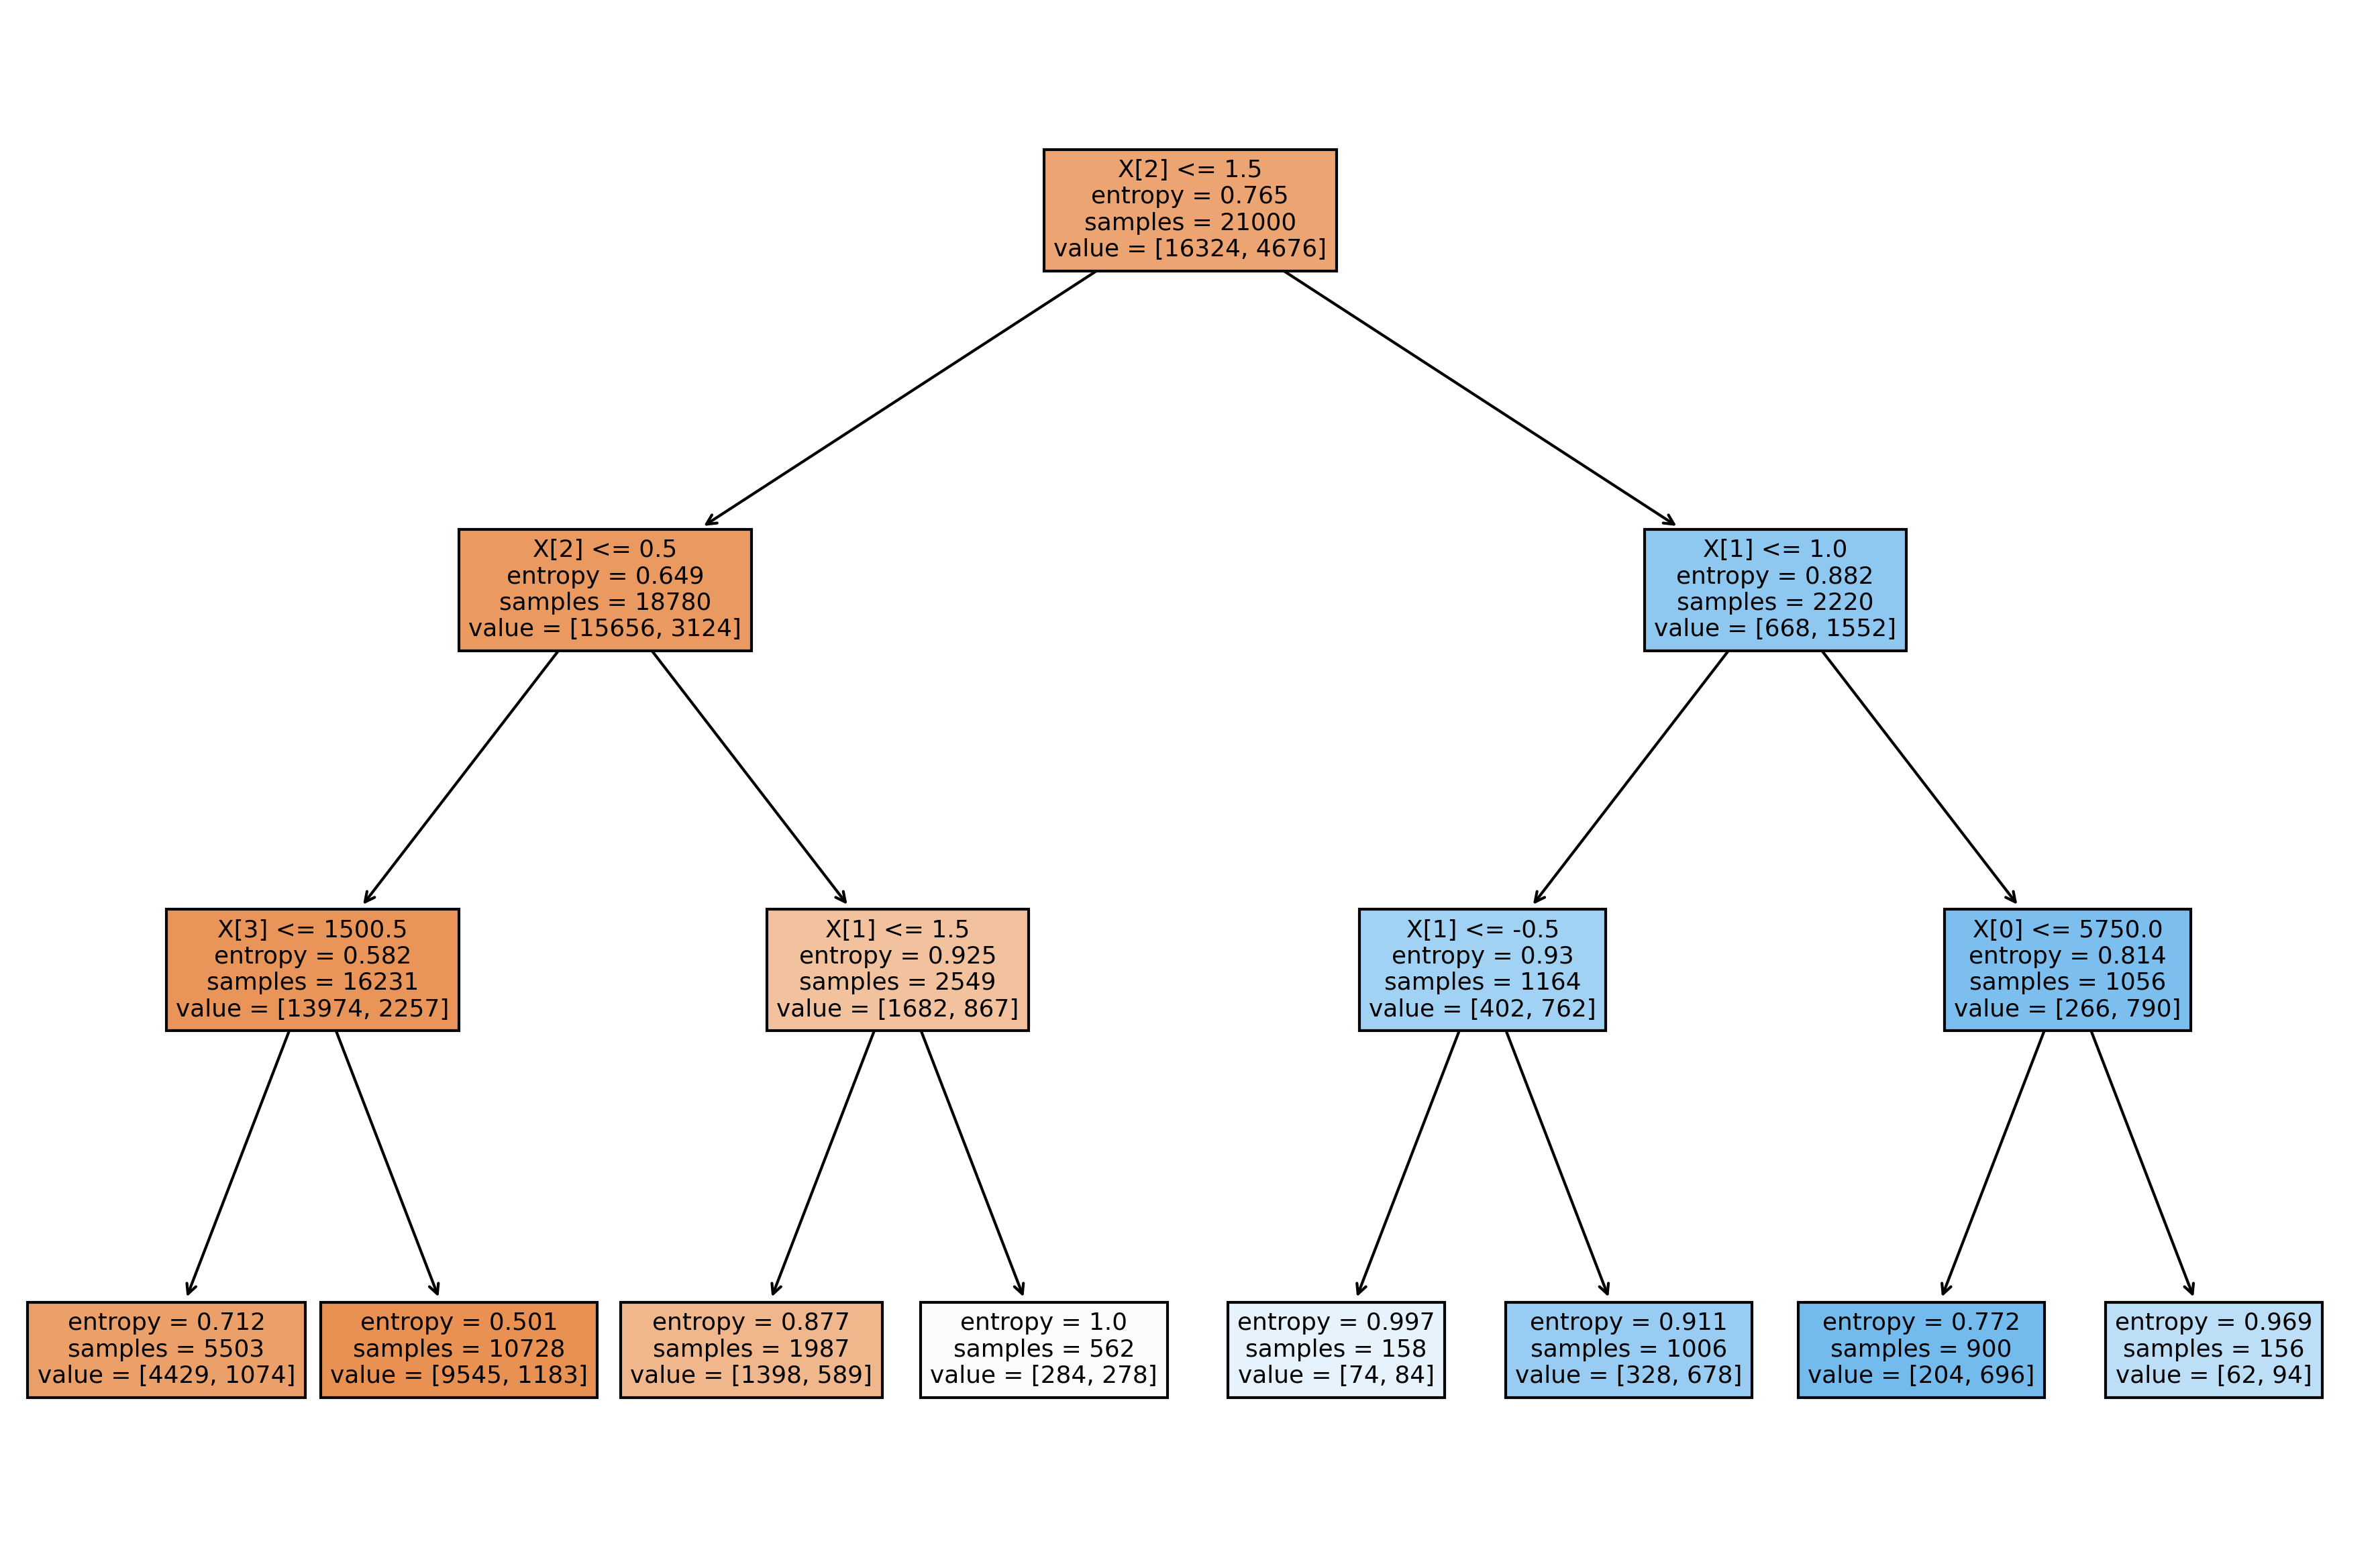 X[2] <= 1.5
entropy = 0.765
samples = 21000
value = [16324, 4676]
X[2] <= 0.5
entropy = 0.649
samples = 18780
value = [15656, 3124]
X[1] <= 1.0
entropy = 0.882
samples = 2220
value = [668, 1552]
X[3] <= 1500.5
entropy = 0.582
samples = 16231
value = [13974, 2257]
X[1] <= 1.5
entropy = 0.925
samples = 2549
value = [1682, 867]
X[1] <= -0.5
entropy = 0.93
samples = 1164
value = [402, 762]
X[0] <= 5750.0
entropy = 0.814
samples = 1056
value = [266, 790]
entropy = 0.712
samples = 5503
value = [4429, 1074]
entropy = 0.501
samples = 10728
value = [9545, 1183]
entropy = 0.877
samples = 1987
value = [1398, 589]
entropy = 1.0
samples = 562
value = [284, 278]
entropy = 0.997
samples = 158
value = [74, 84]
entropy = 0.911
samples = 1006
value = [328, 678]
entropy = 0.772
samples = 900
value = [204, 696]
entropy = 0.969
samples = 156
value = [62, 94]